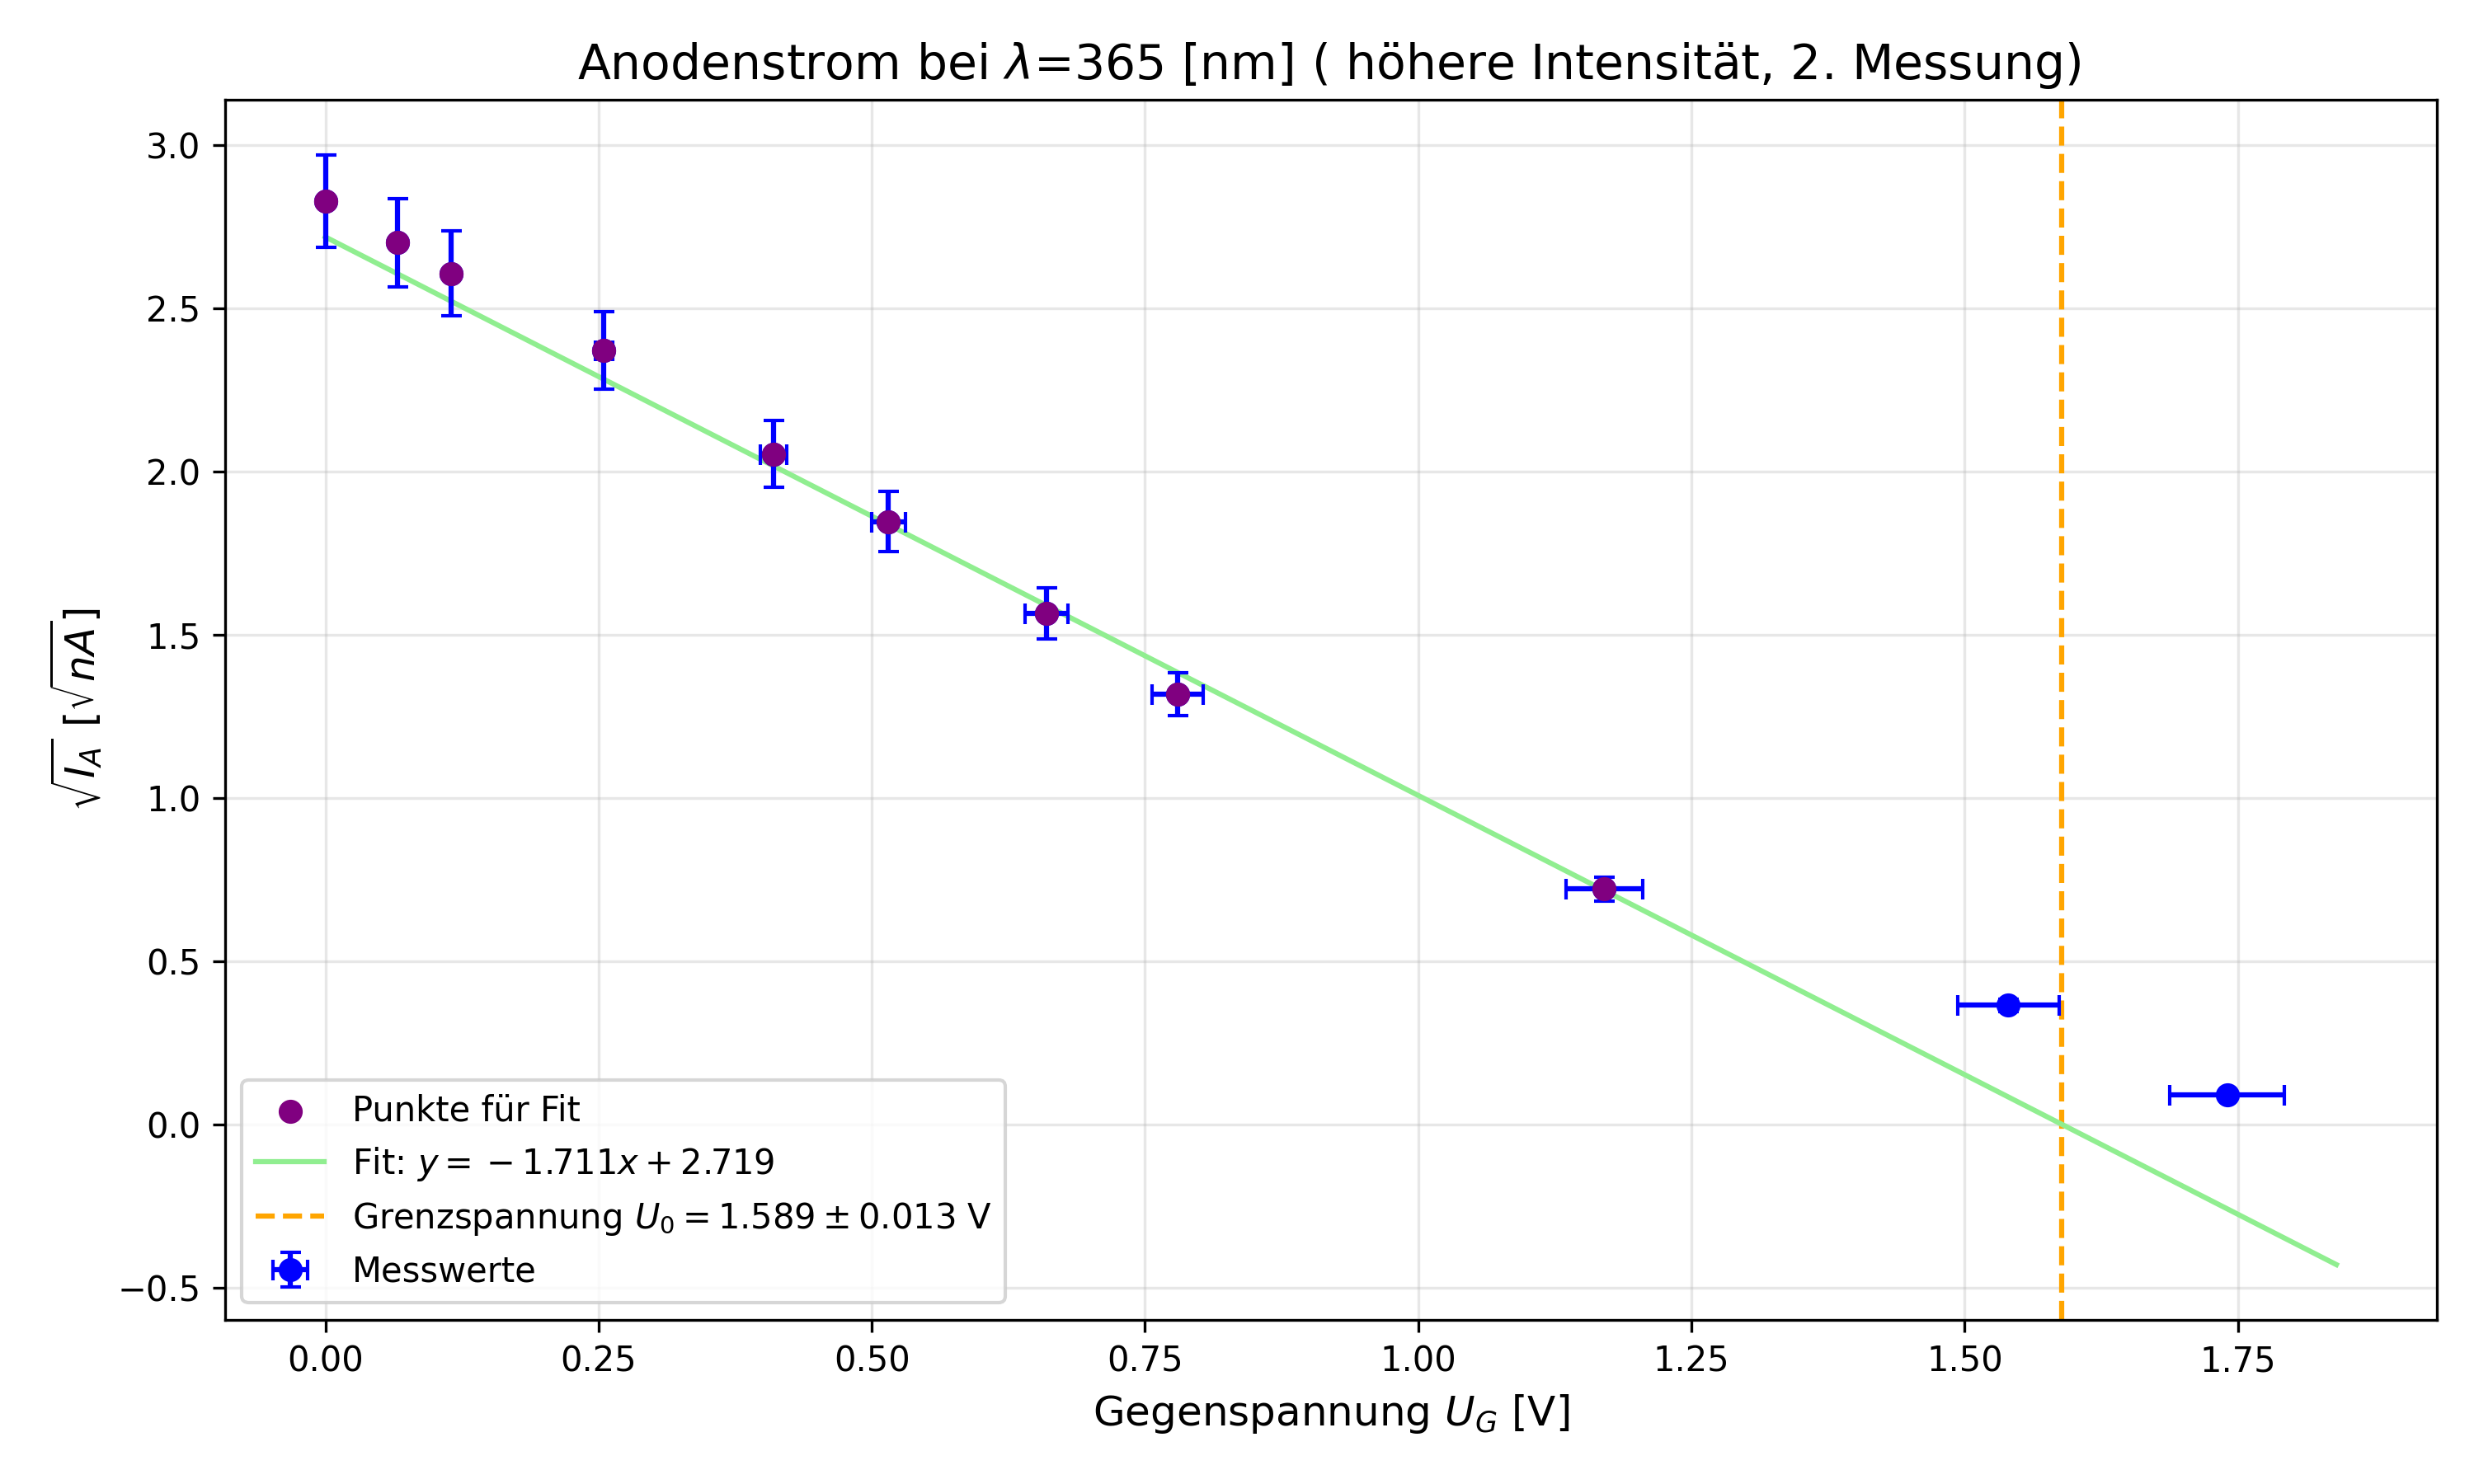 Anodenstrom bei λ=365 [nm] ( höhere Intensität, 2. Messung)
√I_A [√nA]
3.0
2.5
2.0
1.5
1.0
0.5
0.0
−0.5
Punkte für Fit
Fit: y = −1.711x + 2.719
Grenzspannung U₀ = 1.589 ± 0.013 V
Messwerte
0.00 0.25 0.50 0.75 1.00 1.25 1.50 1.75
Gegenspannung U_G [V]